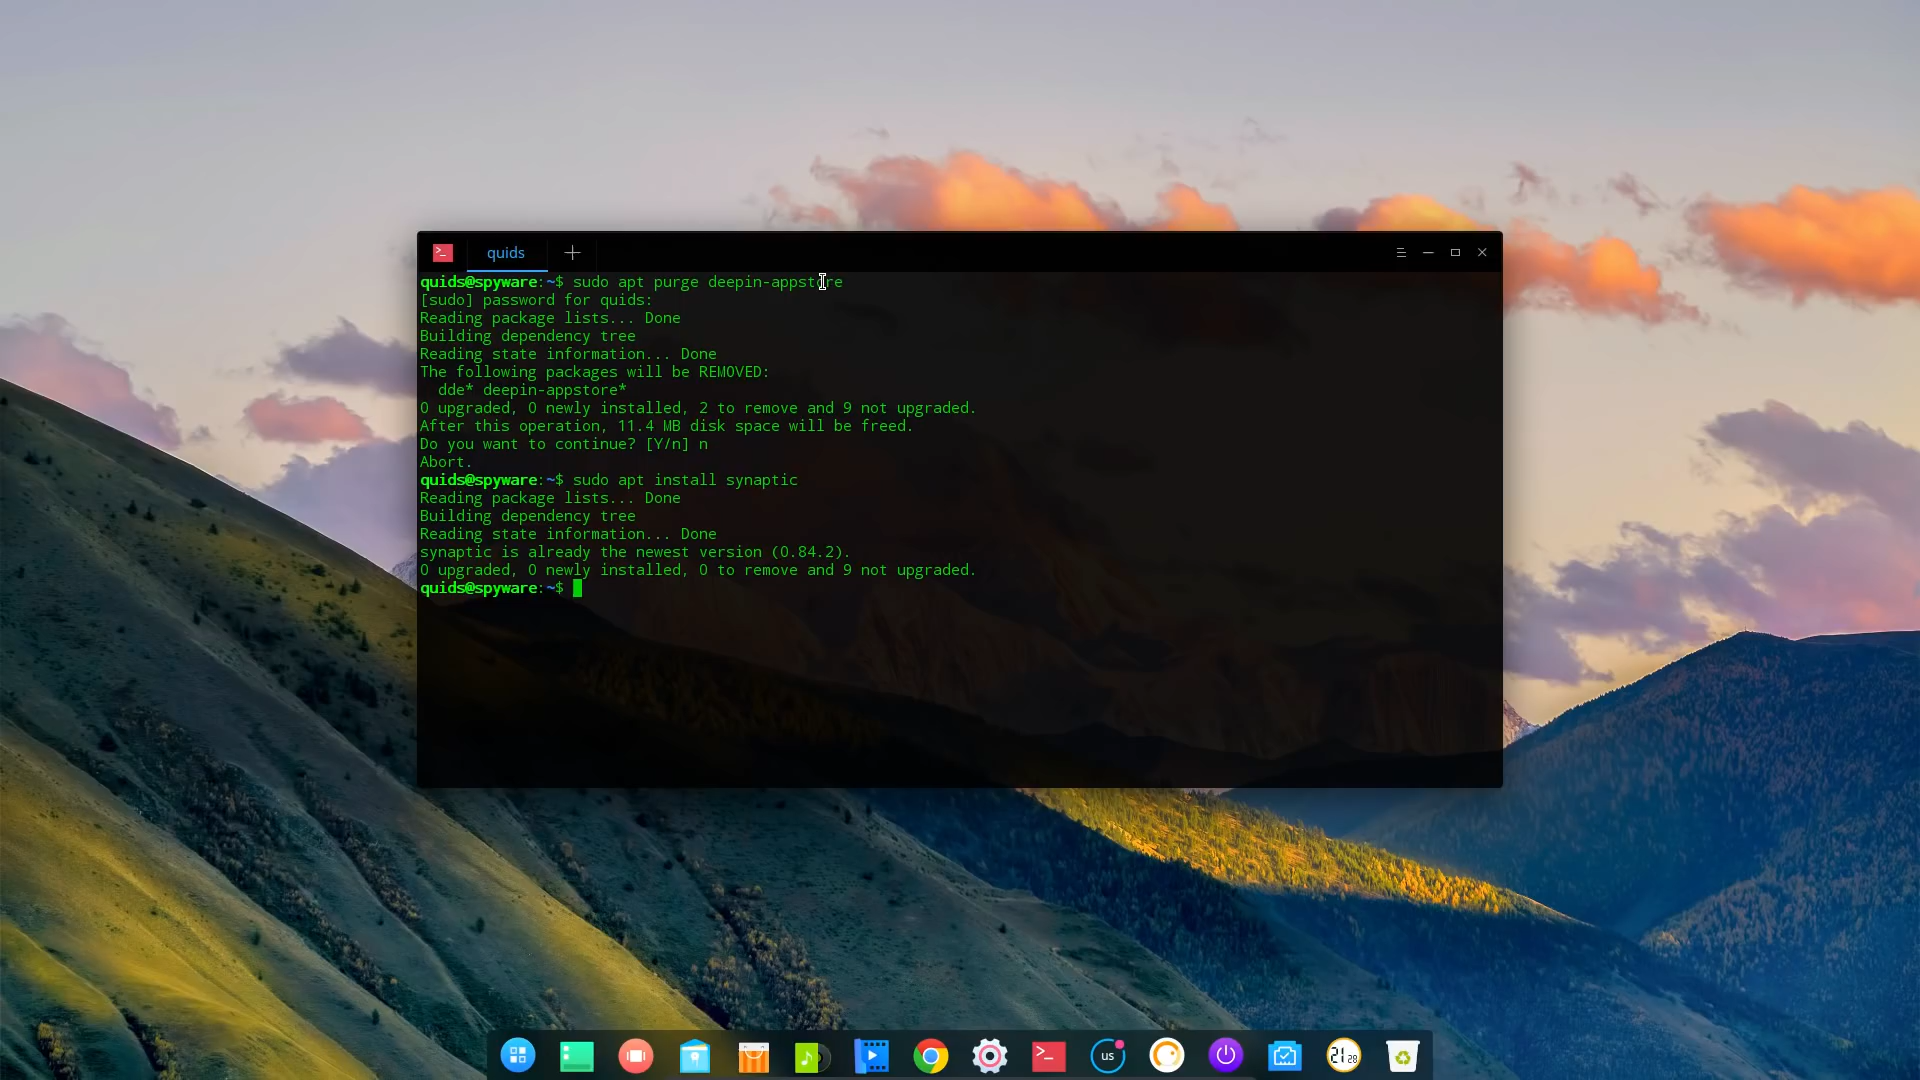 quids
quids@spyware:~$ sudo apt purge deepin-appstore
[sudo] password for quids:
Reading package lists... Done
Building dependency tree
Reading state information... Done
The following packages will be REMOVED:
  dde* deepin-appstore*
0 upgraded, 0 newly installed, 2 to remove and 9 not upgraded.
After this operation, 11.4 MB disk space will be freed.
Do you want to continue? [Y/n] n
Abort.
quids@spyware:~$ sudo apt install synaptic
Reading package lists... Done
Building dependency tree
Reading state information... Done
synaptic is already the newest version (0.84.2).
0 upgraded, 0 newly installed, 0 to remove and 9 not upgraded.
quids@spyware:~$
us 21 28